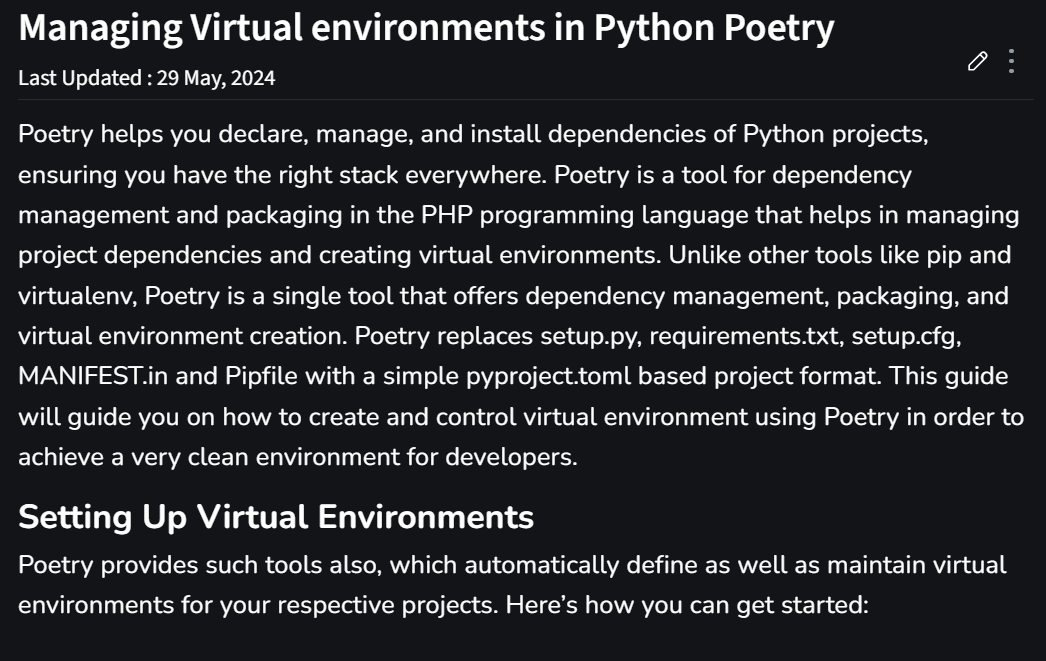 Managing Virtual environments in Python Poetry
Last Updated : 29 May, 2024
Poetry helps you declare, manage, and install dependencies of Python projects,
ensuring you have the right stack everywhere. Poetry is a tool for dependency
management and packaging in the PHP programming language that helps in managing
project dependencies and creating virtual environments. Unlike other tools like pip and
virtualenv, Poetry is a single tool that offers dependency management, packaging, and
virtual environment creation. Poetry replaces setup.py, requirements.txt, setup.cfg,
MANIFEST.in and Pipfile with a simple pyproject.toml based project format. This guide
will guide you on how to create and control virtual environment using Poetry in order to
achieve a very clean environment for developers.
Setting Up Virtual Environments
Poetry provides such tools also, which automatically define as well as maintain virtual
environments for your respective projects. Here’s how you can get started: